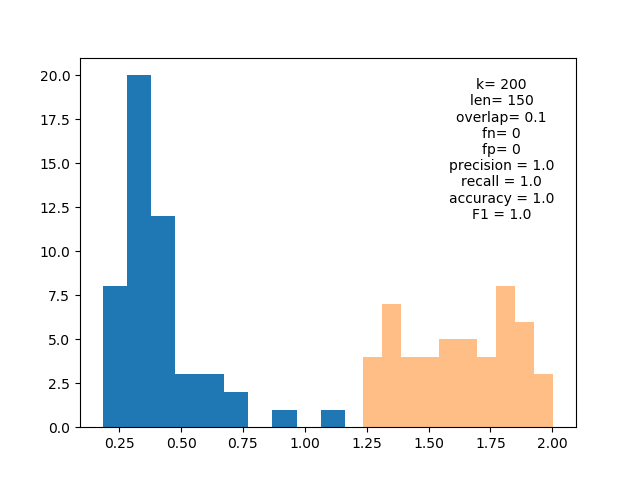 20.0
17.5
15.0
12.5
10.0
7.5
5.0
2.5
0.0
k= 200
len= 150
overlap= 0.1
fn= 0
fp= 0
precision = 1.0
recall = 1.0
accuracy = 1.0
F1 = 1.0
0.25 0.50 0.75 1.00 1.25 1.50 1.75 2.00